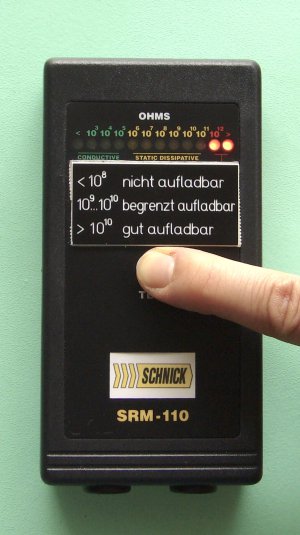 OHMS
< 10³ 10⁴ 10⁵ 10⁶ 10⁷ 10⁸ 10⁹ 10¹⁰ 10¹¹ 10¹² >
CONDUCTIVE STATIC DISSIPATIVE
< 10⁸ nicht aufladbar
10⁹...10¹⁰ begrenzt aufladbar
> 10¹⁰ gut aufladbar
SCHNICK
SRM-110